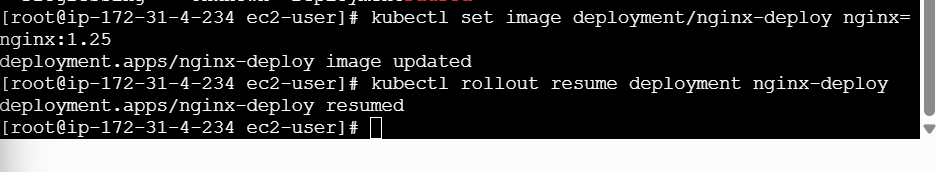 [root@ip-172-31-4-234 ec2-user]# kubectl set image deployment/nginx-deploy nginx=
nginx:1.25
deployment.apps/nginx-deploy image updated
[root@ip-172-31-4-234 ec2-user]# kubectl rollout resume deployment nginx-deploy
deployment.apps/nginx-deploy resumed
[root@ip-172-31-4-234 ec2-user]#